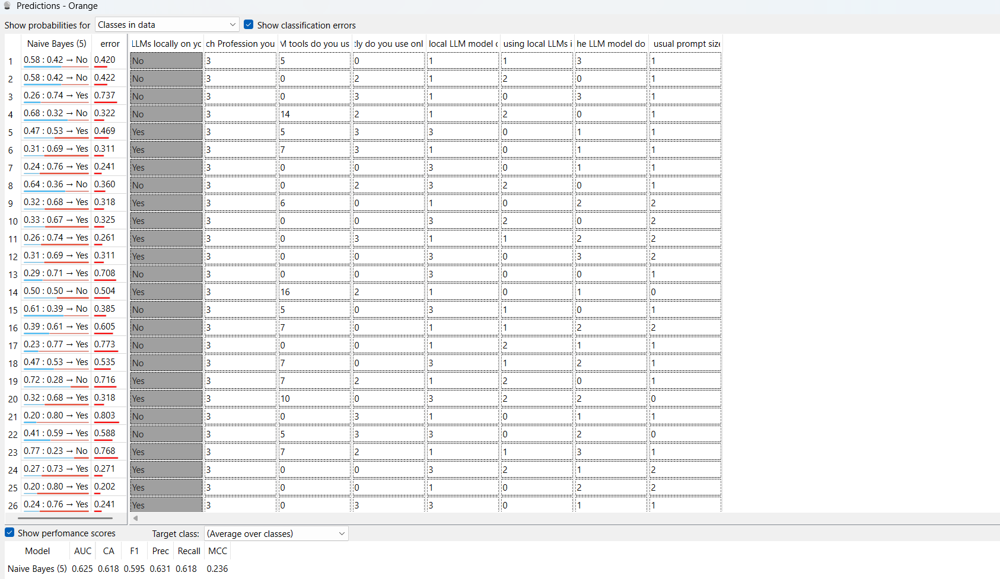 Predictions - Orange
Show probabilities for Classes in data Show classification errors
Naive Bayes (5) error LLMs locally on yc ch Profession you M tools do you us tly do you use onl local LLM model c using local LLMs i he LLM model do usual prompt size
1 0.58 : 0.42 → No 0.420 No 3 5 0 1 1 3 1
2 0.58 : 0.42 → No 0.422 No 3 0 2 1 2 0 1
3 0.26 : 0.74 → Yes 0.737 No 3 0 3 1 0 3 1
4 0.68 : 0.32 → No 0.322 No 3 14 2 1 2 0 1
5 0.47 : 0.53 → Yes 0.469 Yes 3 5 3 3 0 1 1
6 0.31 : 0.69 → Yes 0.311 Yes 3 7 3 1 0 1 1
7 0.24 : 0.76 → Yes 0.241 Yes 3 0 0 3 0 1 1
8 0.64 : 0.36 → No 0.360 No 3 0 2 3 2 0 1
9 0.32 : 0.68 → Yes 0.318 Yes 3 6 0 1 0 2 2
10 0.33 : 0.67 → Yes 0.325 Yes 3 0 0 3 2 0 2
11 0.26 : 0.74 → Yes 0.261 Yes 3 0 3 1 1 2 2
12 0.31 : 0.69 → Yes 0.311 Yes 3 0 0 3 0 3 2
13 0.29 : 0.71 → Yes 0.708 No 3 0 0 3 0 0 1
14 0.50 : 0.50 → No 0.504 Yes 3 16 2 1 0 1 0
15 0.61 : 0.39 → No 0.385 No 3 5 0 3 1 0 1
16 0.39 : 0.61 → Yes 0.605 No 3 7 0 1 1 2 2
17 0.23 : 0.77 → Yes 0.773 No 3 0 0 1 2 1 1
18 0.47 : 0.53 → Yes 0.535 No 3 7 0 3 1 2 1
19 0.72 : 0.28 → No 0.716 Yes 3 7 2 1 2 0 1
20 0.32 : 0.68 → Yes 0.318 Yes 3 10 0 3 2 2 0
21 0.20 : 0.80 → Yes 0.803 No 3 0 3 1 0 1 1
22 0.41 : 0.59 → Yes 0.588 No 3 5 3 3 0 2 0
23 0.77 : 0.23 → No 0.768 Yes 3 7 2 1 1 3 1
24 0.27 : 0.73 → Yes 0.271 Yes 3 0 0 3 2 1 2
25 0.20 : 0.80 → Yes 0.202 Yes 3 0 0 1 0 2 2
26 0.24 : 0.76 → Yes 0.241 Yes 3 0 3 3 0 1 1
Show perfomance scores Target class: (Average over classes)
Model AUC CA F1 Prec Recall MCC
Naive Bayes (5) 0.625 0.618 0.595 0.631 0.618 0.236